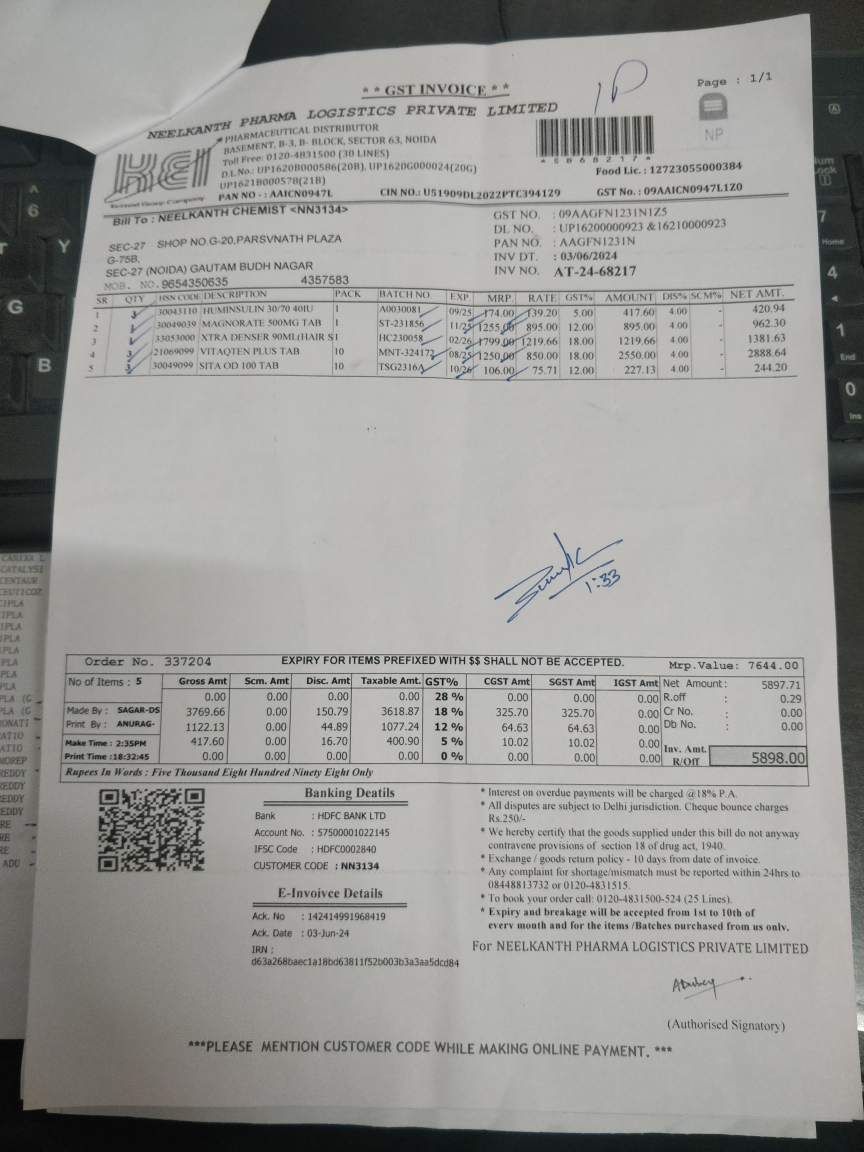 * * GST INVOICE * *
Page : 1/1
1P
NEELKANTH PHARMA LOGISTICS PRIVATE LIMITED
PHARMACEUTICAL DISTRIBUTOR
BASEMENT, B-3, B- BLOCK, SECTOR 63, NOIDA
Toll Free: 0120-4831500 (30 LINES)
D.L No.: UP1620B000586(20B), UP1620G000024(20G)
UP1621B000578(21B)
PAN NO - : AAICN0947L
CIN NO.: U51909DL2022PTC394129
NP
*5868217*
Food Lic. : 12723055000384
GST No. : 09AAICN0947L1Z0
Bill To : NEELKANTH CHEMIST <NN3134>
SEC-27 SHOP NO.G-20,PARSVNATH PLAZA
G-75B,
SEC-27 (NOIDA) GAUTAM BUDH NAGAR
MOB. NO.9654350635 4357583
GST NO. : 09AAGFN1231N1Z5
DL NO. : UP16200000923 &16210000923
PAN NO. : AAGFN1231N
INV DT. : 03/06/2024
INV NO. AT-24-68217
SR QTY HSN CODE DESCRIPTION PACK BATCH NO. EXP. MRP. RATE GST% AMOUNT DIS% SCM% NET AMT.
1 3 30043110 HUMINSULIN 30/70 40IU 1 A0030081 09/25 174.00 139.20 5.00 417.60 4.00 - 420.94
2 1 30049039 MAGNORATE 500MG TAB 1 ST-231856 11/25 1255.00 895.00 12.00 895.00 4.00 - 962.30
3 1 33053000 XTRA DENSER 90ML(HAIR S 1 HC230058 02/26 1799.00 1219.66 18.00 1219.66 4.00 - 1381.63
4 3 21069099 VITAQTEN PLUS TAB 10 MNT-324172 08/25 1250.00 850.00 18.00 2550.00 4.00 - 2888.64
5 3 30049099 SITA OD 100 TAB 10 TSG2316A 10/26 106.00 75.71 12.00 227.13 4.00 - 244.20
1:33
Order No. 337204 EXPIRY FOR ITEMS PREFIXED WITH $$ SHALL NOT BE ACCEPTED. Mrp.Value: 7644.00
No of Items : 5 Gross Amt Scm. Amt Disc. Amt Taxable Amt. GST% CGST Amt SGST Amt IGST Amt Net Amount: 5897.71
0.00 0.00 0.00 0.00 28 % 0.00 0.00 0.00 R.off : 0.29
Made By : SAGAR-DS 3769.66 0.00 150.79 3618.87 18 % 325.70 325.70 0.00 Cr No. : 0.00
Print By : ANURAG- 1122.13 0.00 44.89 1077.24 12 % 64.63 64.63 0.00 Db No. : 0.00
Make Time : 2:35PM 417.60 0.00 16.70 400.90 5 % 10.02 10.02 0.00 Inv. Amt.
Print Time :18:32:45 0.00 0.00 0.00 0.00 0 % 0.00 0.00 0.00 R/Off 5898.00
Rupees In Words : Five Thousand Eight Hundred Ninety Eight Only
Banking Deatils
Bank : HDFC BANK LTD
Account No. : 57500001022145
IFSC Code : HDFC0002840
CUSTOMER CODE : NN3134
E-Invoivce Details
Ack. No : 142414991968419
Ack. Date : 03-Jun-24
IRN :
d63a268baec1a18bd63811f52b003b3a3aa5dcd84
* Interest on overdue payments will be charged @18% P.A.
* All disputes are subject to Delhi jurisdiction. Cheque bounce charges
Rs.250/-
* We hereby certify that the goods supplied under this bill do not anyway
contravene provisions of section 18 of drug act, 1940.
* Exchange / goods return policy - 10 days from date of invoice.
* Any complaint for shortage/mismatch must be reported within 24hrs to
08448813732 or 0120-4831515.
* To book your order call: 0120-4831500-524 (25 Lines).
* Expiry and breakage will be accepted from 1st to 10th of
every month and for the items /Batches purchased from us only.
For NEELKANTH PHARMA LOGISTICS PRIVATE LIMITED
ADubey
(Authorised Signatory)
***PLEASE MENTION CUSTOMER CODE WHILE MAKING ONLINE PAYMENT. ***